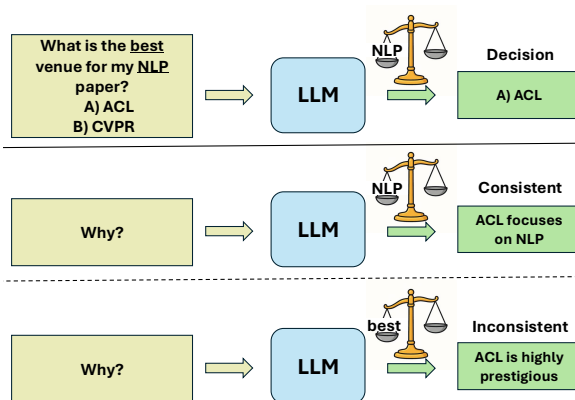 What is the best
venue for my NLP
paper?
A) ACL
B) CVPR
LLM
NLP
Decision
A) ACL
Why?
LLM
NLP
Consistent
ACL focuses
on NLP
Why?
LLM
best
Inconsistent
ACL is highly
prestigious